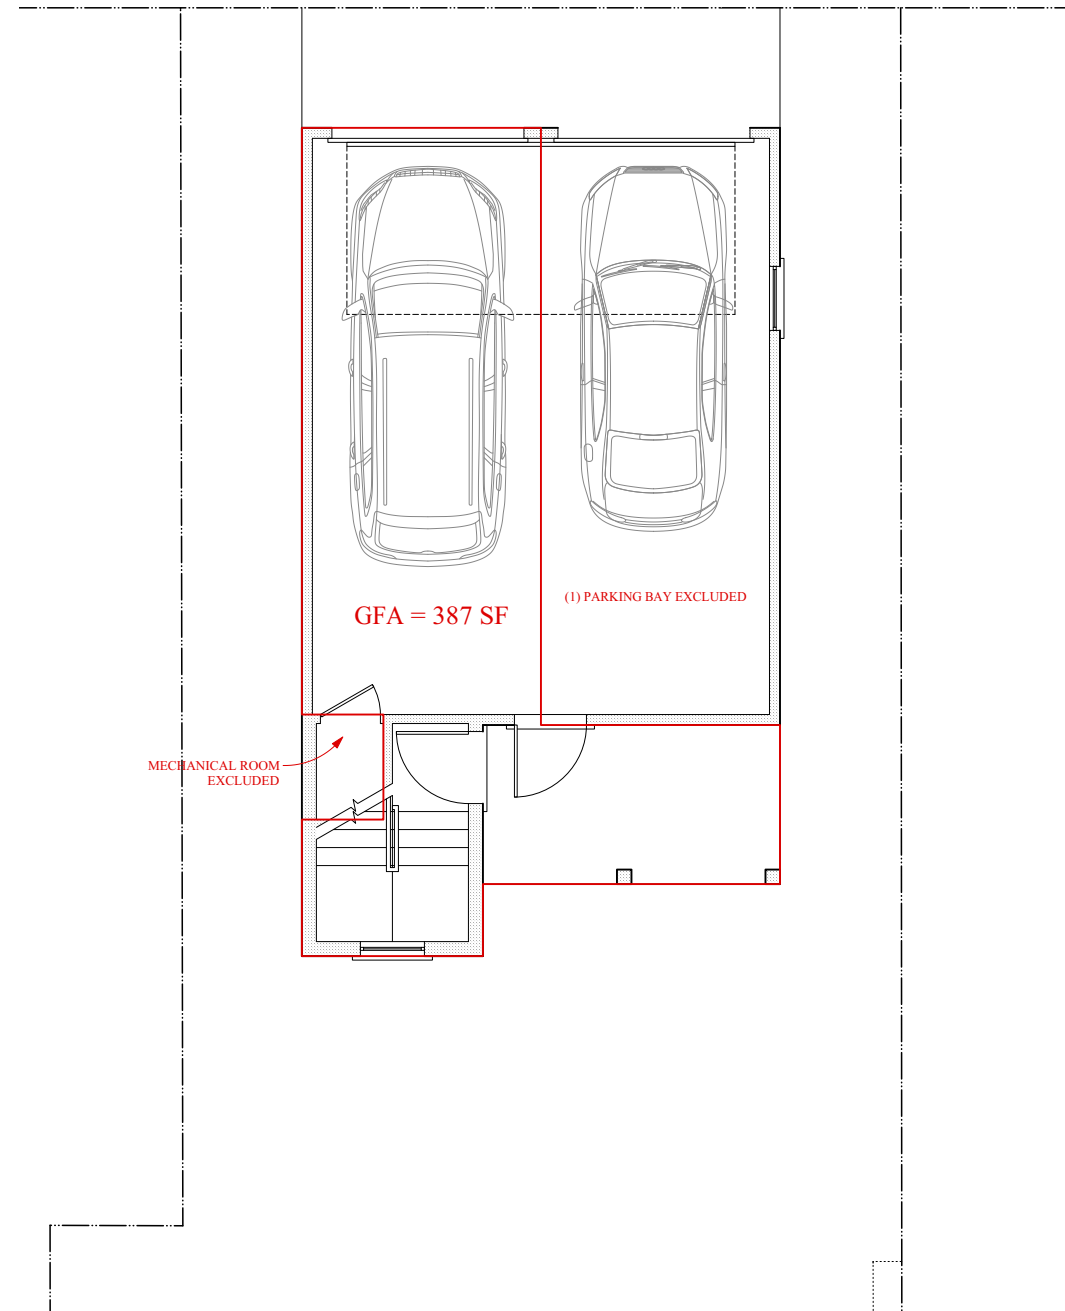 (1) PARKING BAY EXCLUDED
GFA = 387 SF
MECHANICAL ROOM
EXCLUDED